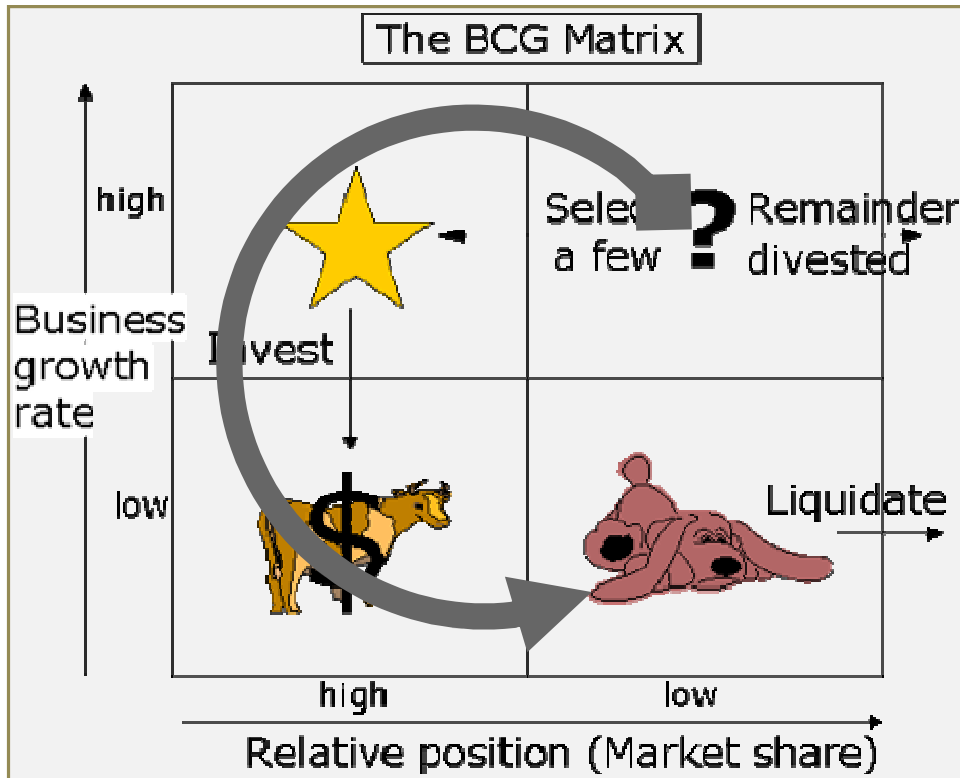 The BCG Matrix
high
Select
a few
?
Remainder
divested
Business
growth
rate
Invest
low
$
Liquidate
high
low
Relative position (Market share)